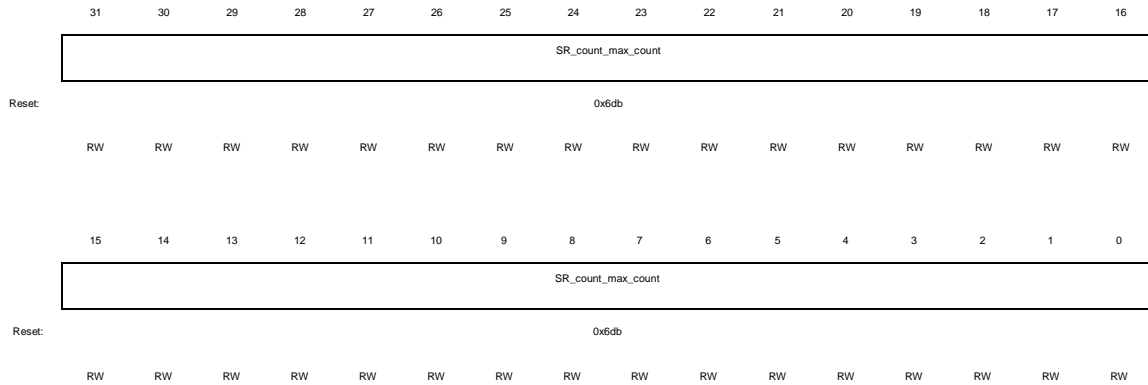 31 30 29 28 27 26 25 24 23 22 21 20 19 18 17 16
SR_count_max_count
Reset: 0x6db
RW RW RW RW RW RW RW RW RW RW RW RW RW RW RW RW
15 14 13 12 11 10 9 8 7 6 5 4 3 2 1 0
SR_count_max_count
Reset: 0x6db
RW RW RW RW RW RW RW RW RW RW RW RW RW RW RW RW